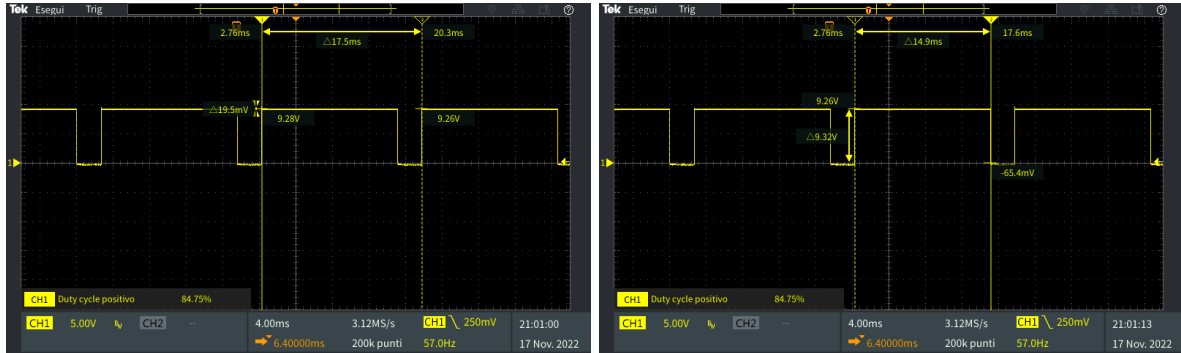 Tek Esegui Trig
2.76ms 20.3ms
△17.5ms
△19.5mV
9.28V 9.26V
1
CH1 Duty cycle positivo 84.75%
CH1 5.00V CH2 -- 4.00ms 3.12MS/s CH1 250mV 21:01:00
6.40000ms 200k punti 57.0Hz 17 Nov. 2022
Tek Esegui Trig
2.76ms 17.6ms
△14.9ms
9.26V
△9.32V
-65.4mV
1
CH1 Duty cycle positivo 84.75%
CH1 5.00V CH2 -- 4.00ms 3.12MS/s CH1 250mV 21:01:13
6.40000ms 200k punti 57.0Hz 17 Nov. 2022